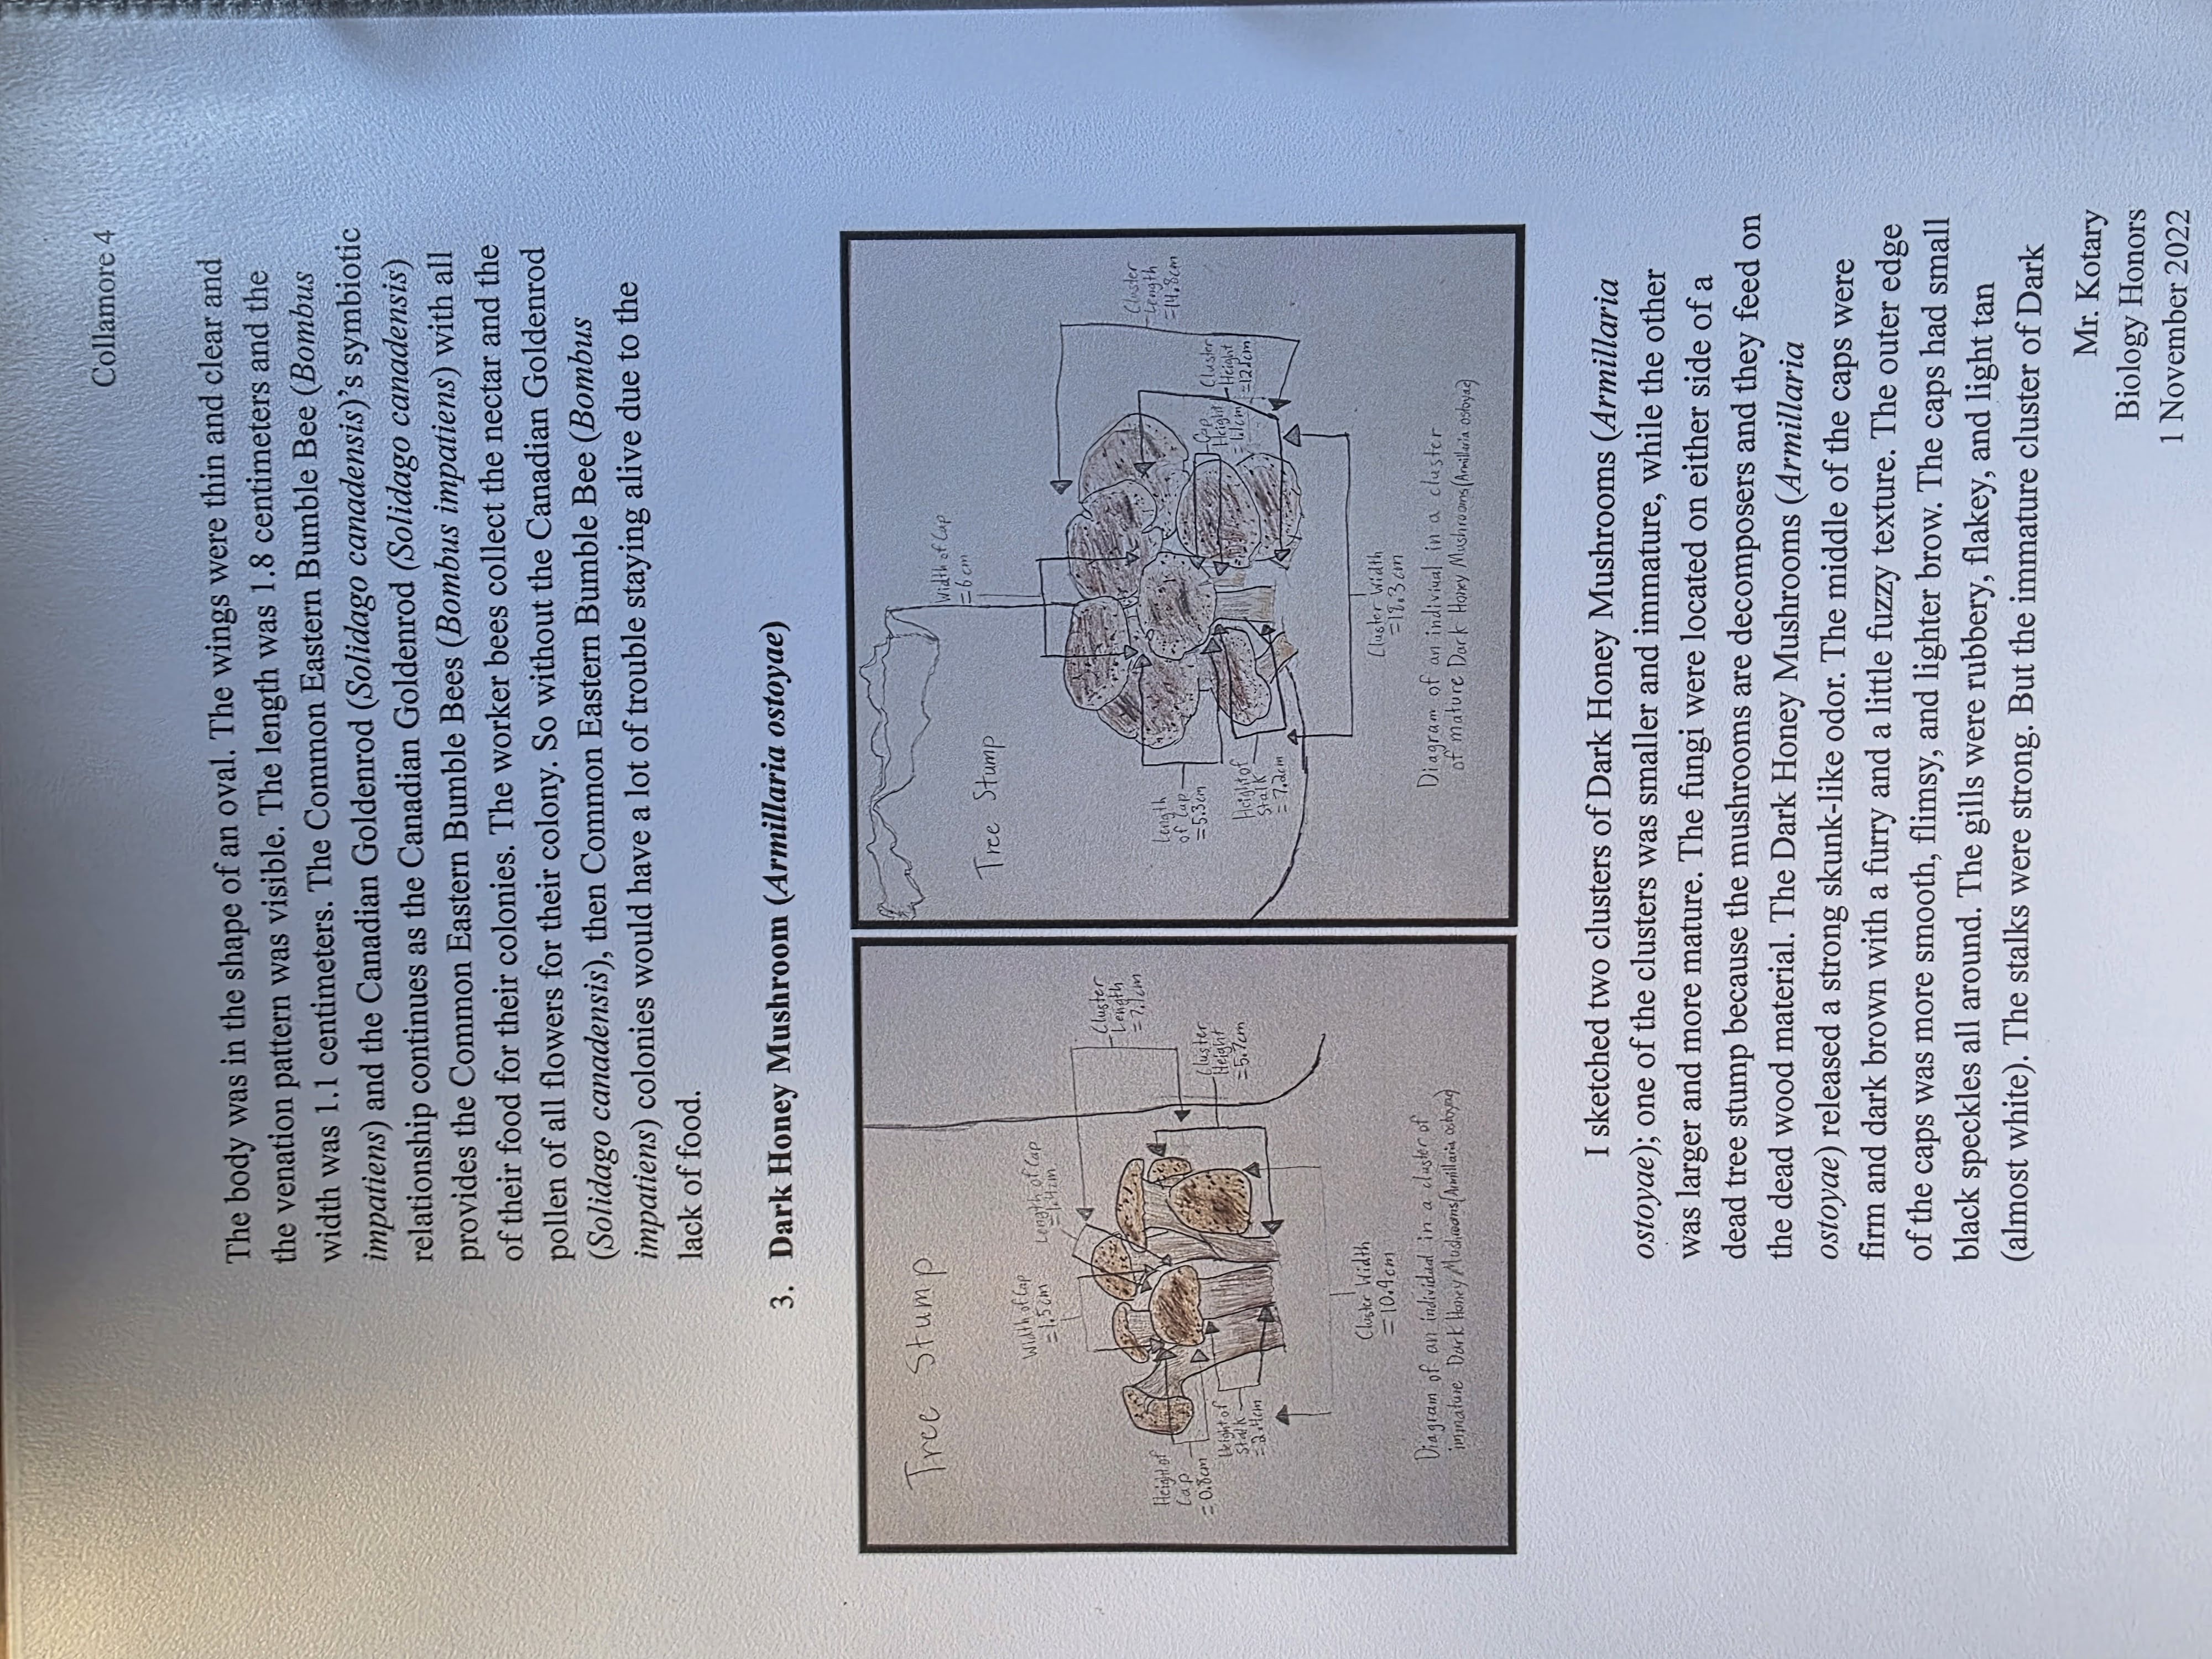 Collamore 4
The body was in the shape of an oval. The wings were thin and clear and
the venation pattern was visible. The length was 1.8 centimeters and the
width was 1.1 centimeters. The Common Eastern Bumble Bee (Bombus
impatiens) and the Canadian Goldenrod (Solidago canadensis)'s symbiotic
relationship continues as the Canadian Goldenrod (Solidago canadensis)
provides the Common Eastern Bumble Bees (Bombus impatiens) with all
of their food for their colonies. The worker bees collect the nectar and the
pollen of all flowers for their colony. So without the Canadian Goldenrod
(Solidago canadensis), then Common Eastern Bumble Bee (Bombus
impatiens) colonies would have a lot of trouble staying alive due to the
lack of food.
3. Dark Honey Mushroom (Armillaria ostoyae)
Tree Stump
Width of Cap
=1.5cm
Length of Cap
=1.4cm
Cluster
Length
=7.1cm
Height of
Cap
=0.8cm
Height of
Stalk
=2.4cm
Cluster
Height
=5.7cm
Cluster Width
=10.9cm
Diagram of an individual in a cluster of
immature Dark Honey Mushrooms (Armillaria ostoyae)
Width of Cap
=6cm
Tree Stump
Cluster
Length
=14.8cm
Length
of Cap
=5.3cm
Cap
Height
=1.1cm
Cluster
Height
Height of
Stalk
=7.2cm
Cluster Width
=18.3cm
Diagram of an indiviual in a cluster
of mature Dark Honey Mushrooms (Armillaria ostoyae)
I sketched two clusters of Dark Honey Mushrooms (Armillaria
ostoyae); one of the clusters was smaller and immature, while the other
was larger and more mature. The fungi were located on either side of a
dead tree stump because the mushrooms are decomposers and they feed on
the dead wood material. The Dark Honey Mushrooms (Armillaria
ostoyae) released a strong skunk-like odor. The middle of the caps were
firm and dark brown with a furry and a little fuzzy texture. The outer edge
of the caps was more smooth, flimsy, and lighter brow. The caps had small
black speckles all around. The gills were rubbery, flakey, and light tan
(almost white). The stalks were strong. But the immature cluster of Dark
Mr. Kotary
Biology Honors
1 November 2022